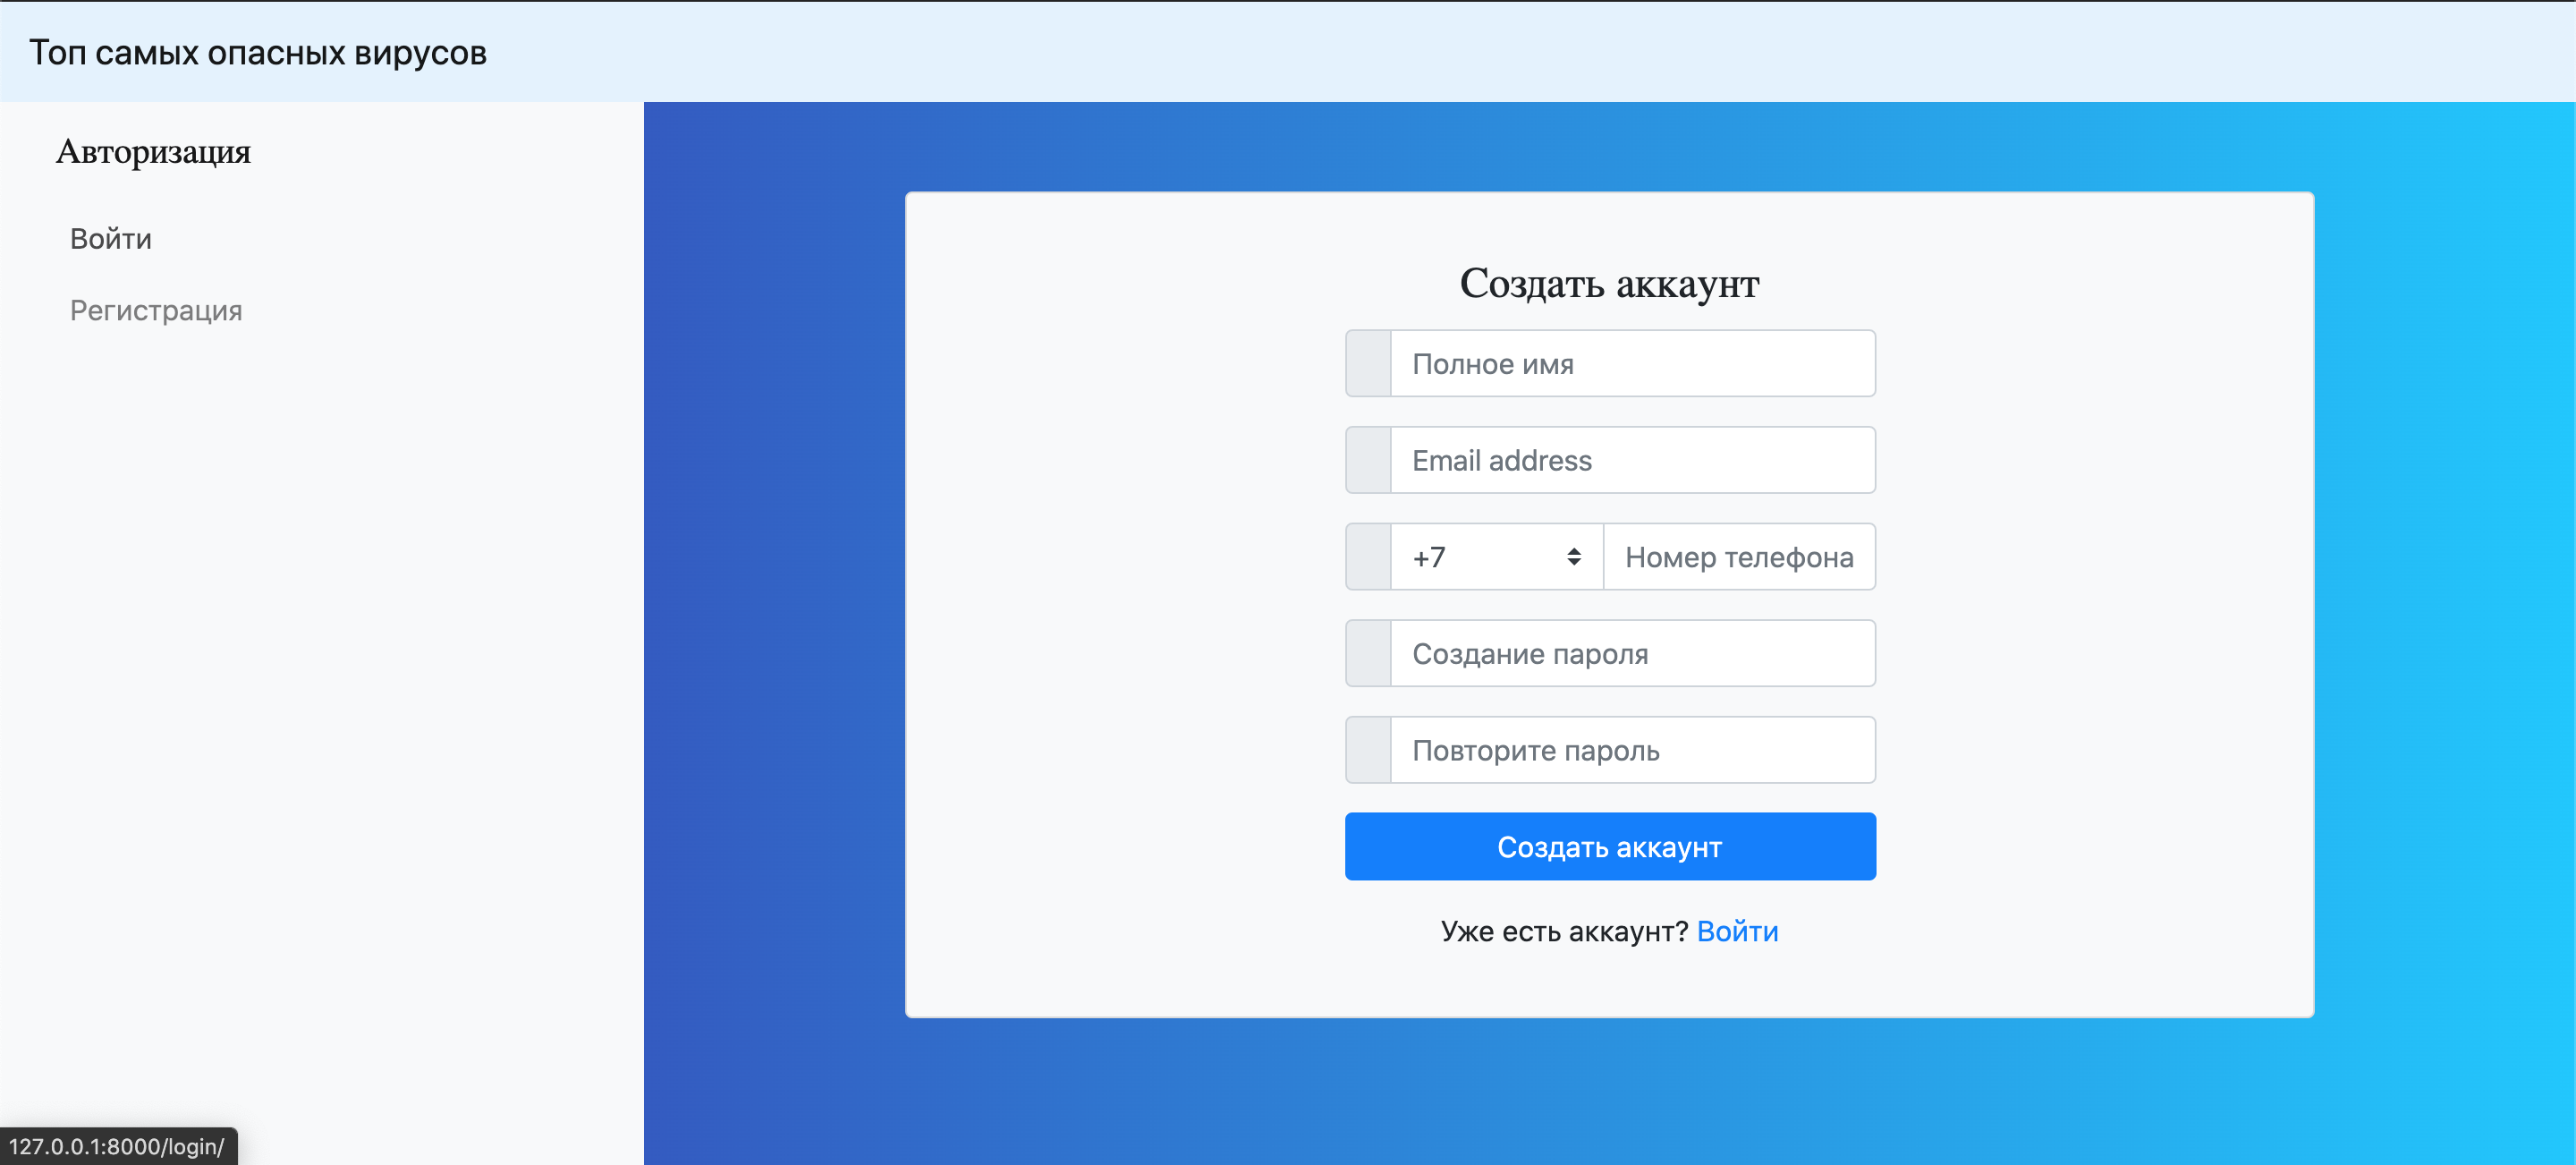 Топ самых опасных вирусов
Авторизация
Войти
Регистрация
Создать аккаунт
Полное имя
Email address
+7 Номер телефона
Создание пароля
Повторите пароль
Создать аккаунт
Уже есть аккаунт? Войти
127.0.0.1:8000/login/